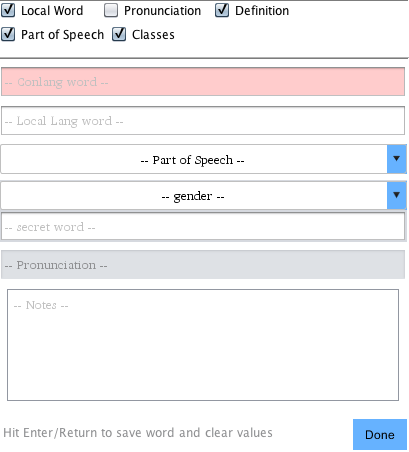 Local Word Pronunciation Definition
Part of Speech Classes
-- Conlang word --
-- Local Lang word --
-- Part of Speech --
-- gender --
-- secret word --
-- Pronunciation --
-- Notes --
Hit Enter/Return to save word and clear values
Done